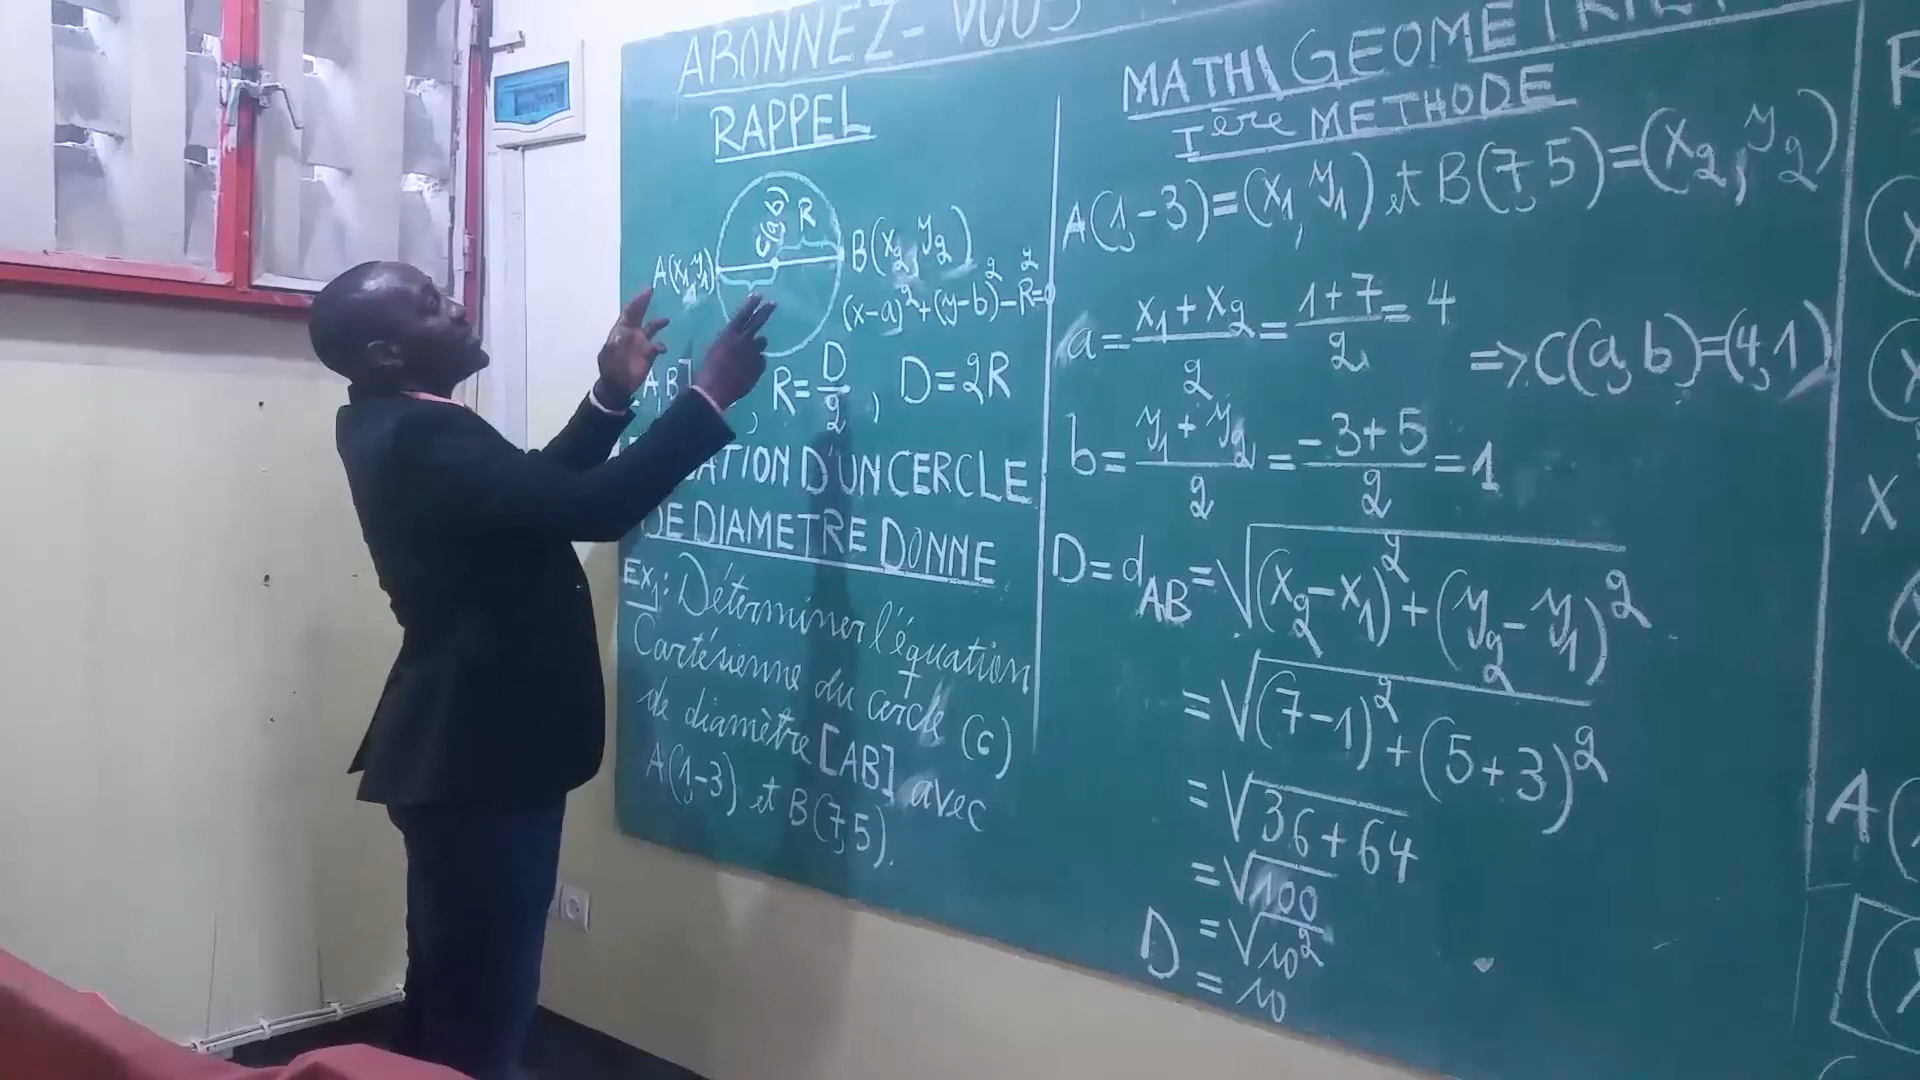 ABONNEZ-VOUS
RAPPEL
C(a, b)
R
A(x₁, y₁)
B(x₂, y₂)
(x-a)²+(y-b)²-R²=0
[A,B]
, R=D/2 , D=2R
D'UN CERCLE
DE DIAMETRE DONNE
Ex₁: Déterminer l'équation
Cartésienne du cercle (C)
de diamètre [AB] avec
A(1,-3) et B(7,5).
MATH\GEOMETRIE
Ière METHODE
A(1,-3)=(x₁, y₁) et B(7,5)=(x₂, y₂)
a=(x₁+x₂)/2=(1+7)/2=4
=> C(a, b)=(4,1)
b=(y₁+y₂)/2=(-3+5)/2=1
D=d_AB=√((x₂-x₁)²+(y₂-y₁)²)
=√((7-1)²+(5+3)²)
=√(36+64)
=√100
=√10²
D=10
X
A(